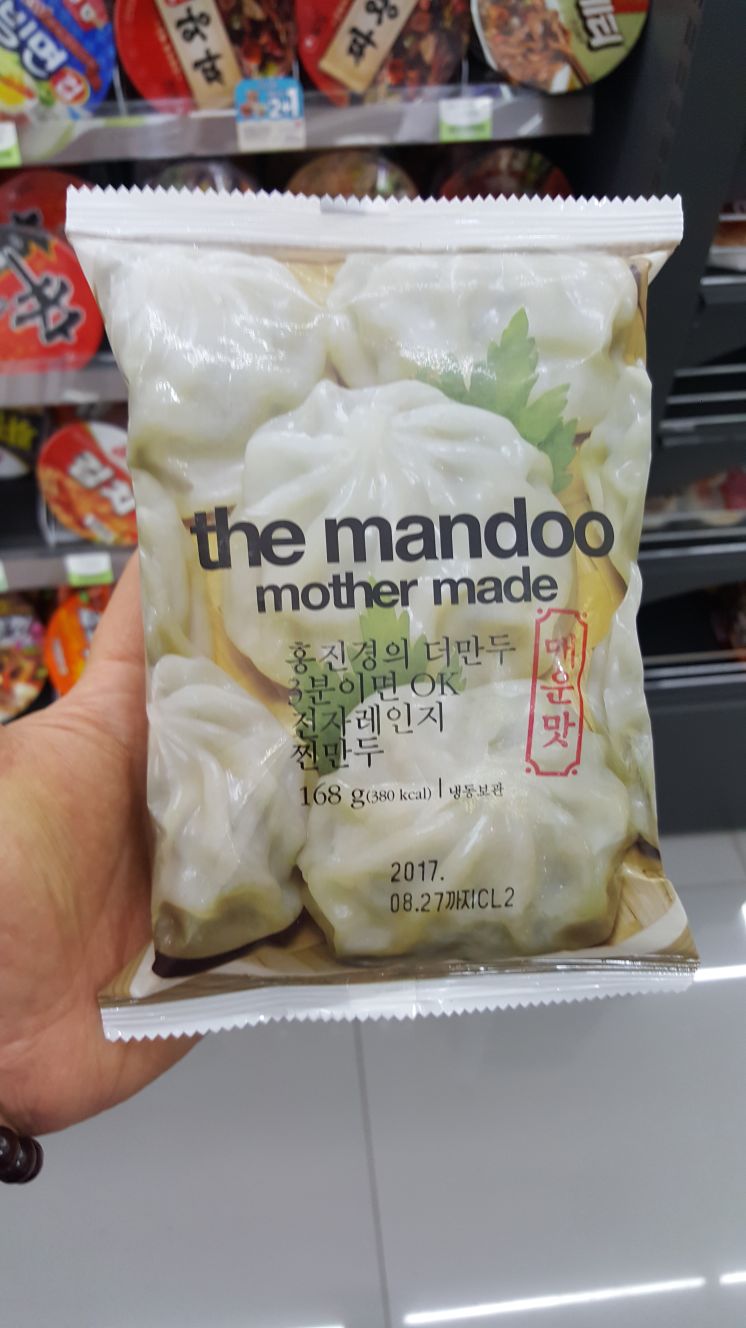 2+1
the mandoo
mother made
홍진경의 더만두
3분이면 OK
전자레인지
찐만두
168 g(380 kcal) | 냉동보관
매운맛
2017.
08.27까지CL2